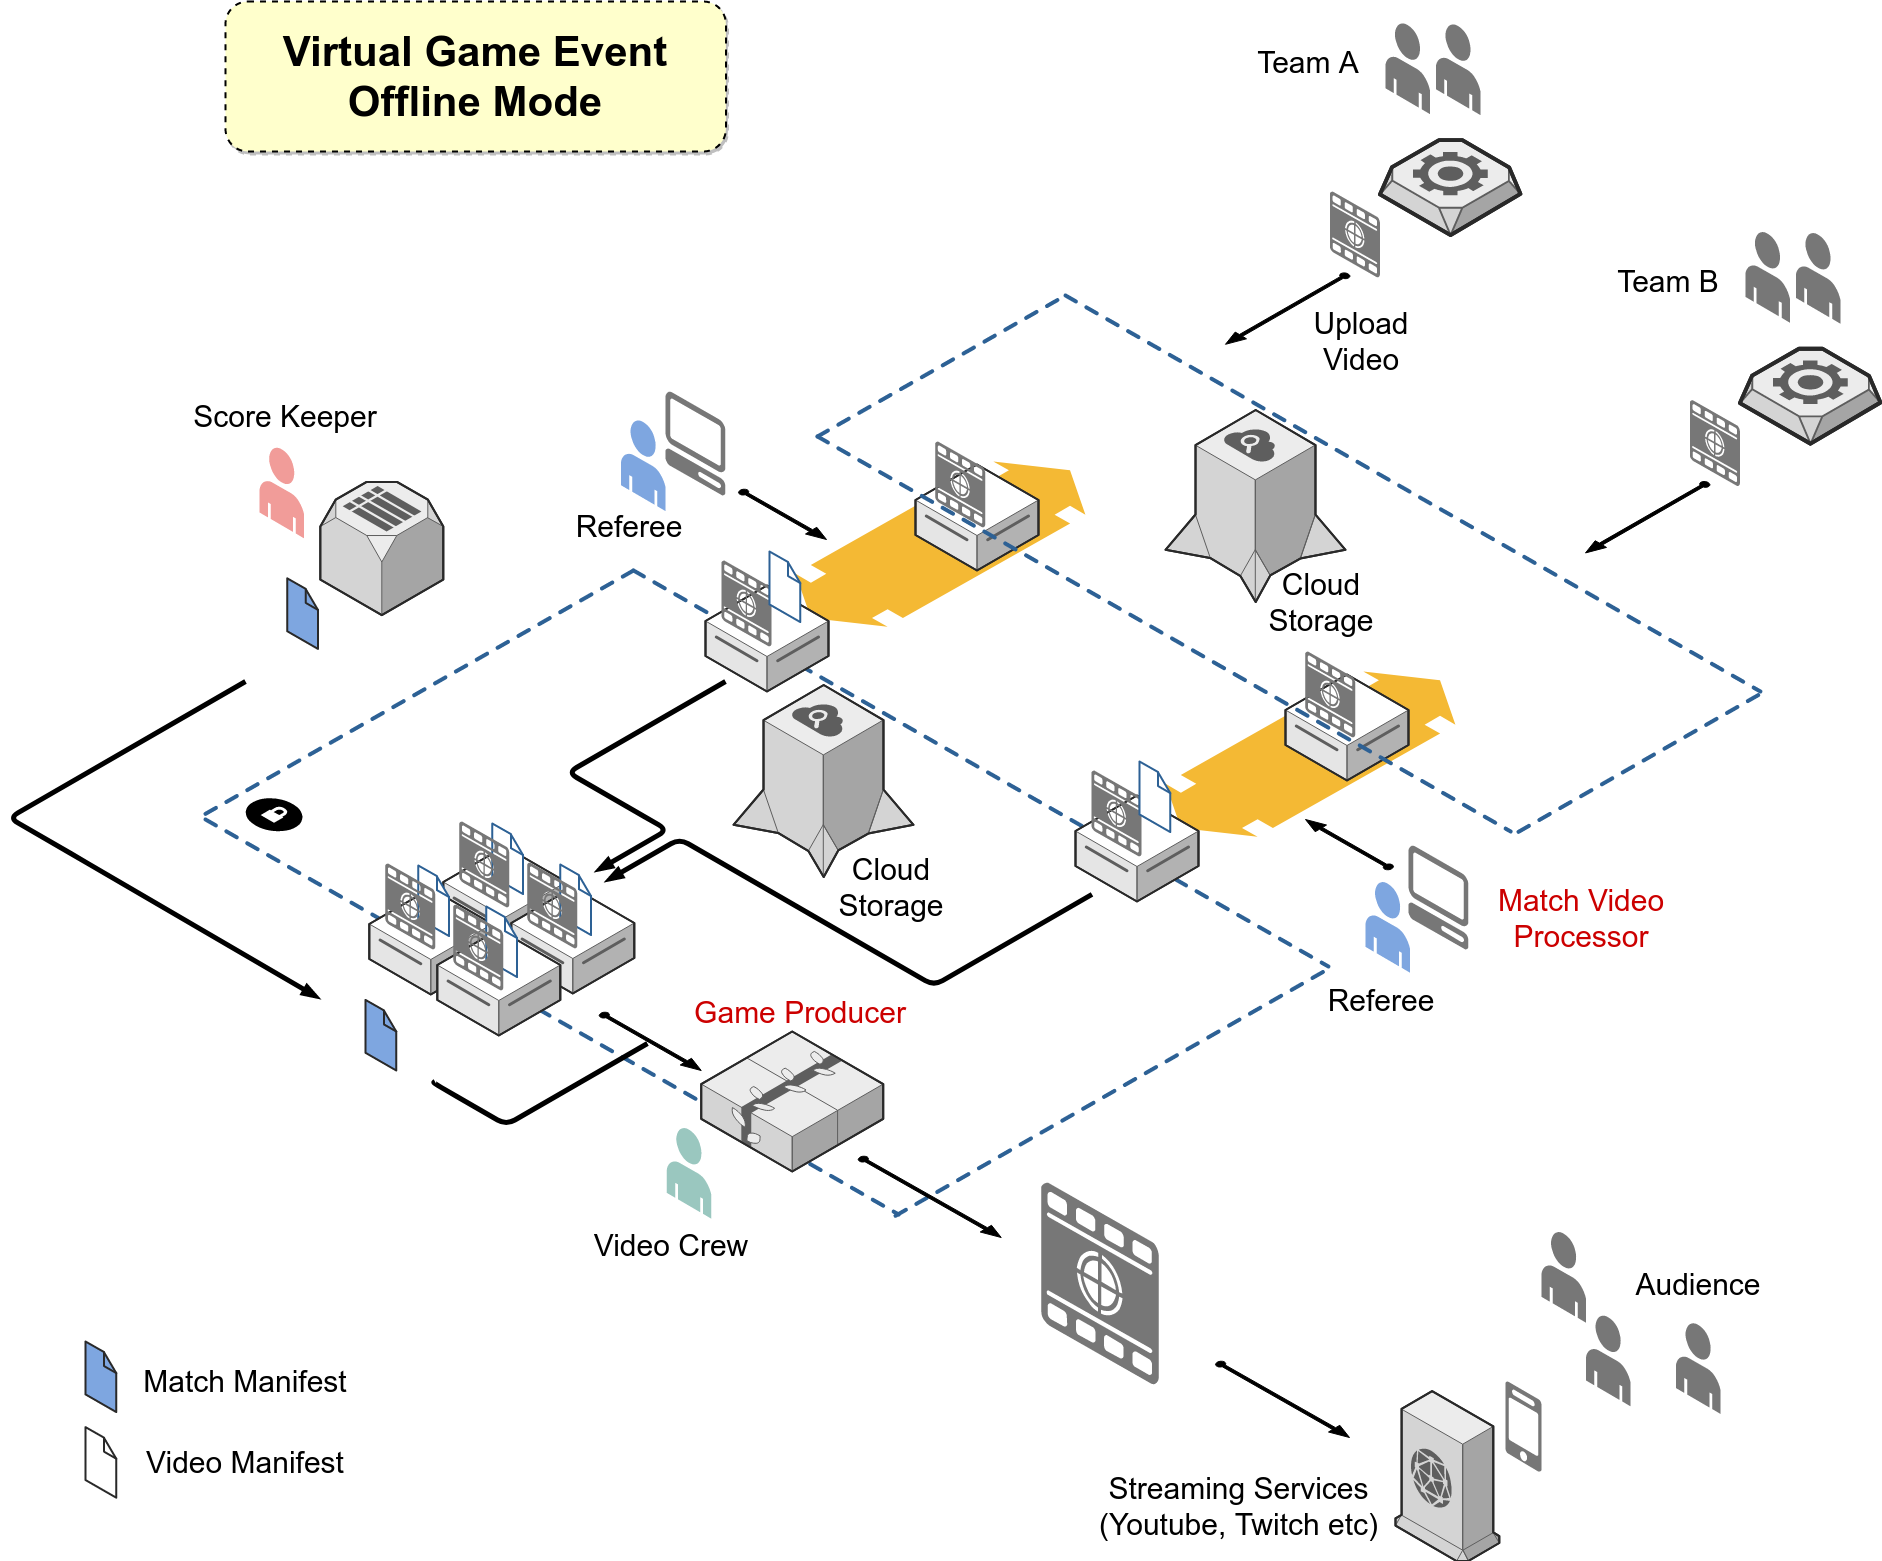 Virtual Game Event
Offline Mode
Team A
Team B
Upload
Video
Score Keeper
Referee
Cloud
Storage
Cloud
Storage
Match Video
Processor
Referee
Game Producer
Video Crew
Audience
Match Manifest
Video Manifest
Streaming Services
(Youtube, Twitch etc)